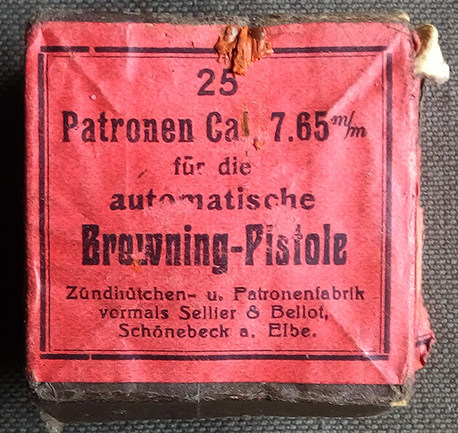 25
Patronen Cal. 7.65 m/m
für die
automatische
Browning-Pistole
Zündhütchen- u. Patronenfabrik
vormals Sellier & Bellot,
Schönebeck a. Elbe.